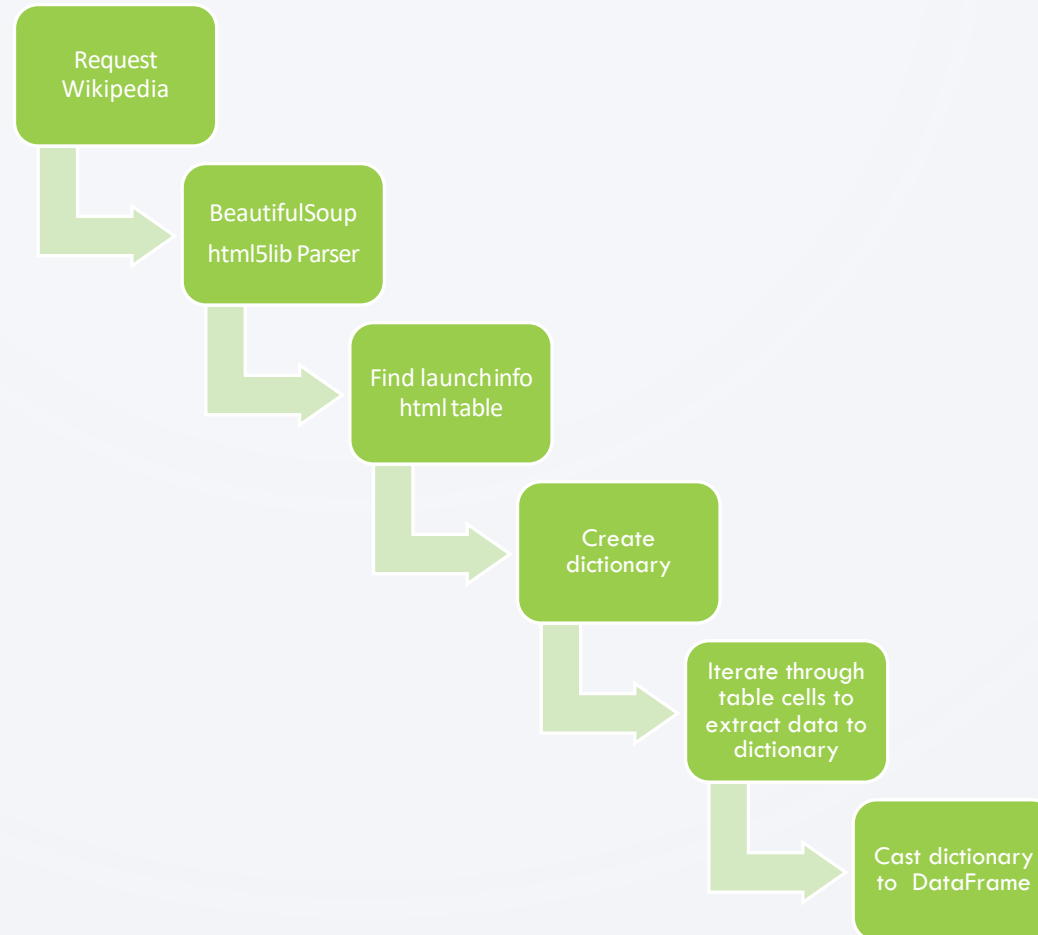 Request
Wikipedia
BeautifulSoup
html5lib Parser
Find launchinfo
html table
Create
dictionary
Iterate through
table cells to
extract data to
dictionary
Cast dictionary
to DataFrame